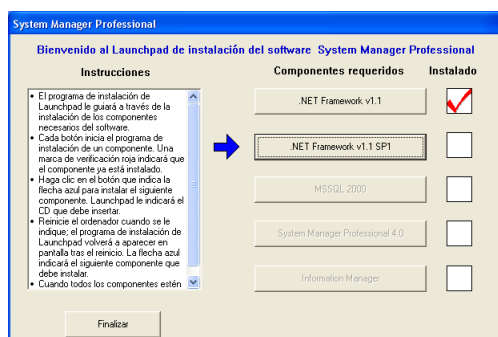 System Manager Professional
Bienvenido al Launchpad de instalación del software System Manager Professional
Instrucciones
Componentes requeridos
Instalado
• El programa de instalación de
Launchpad le guiará a través de la
instalación de los componentes
necesarios del software.
• Cada botón inicia el programa de
instalación de un componente. Una
marca de verificación roja indicará que
el componente ya está instalado.
• Haga clic en el botón que indica la
flecha azul para instalar el siguiente
componente. Launchpad le indicará el
CD que debe insertar.
• Reinicie el ordenador cuando se le
indique; el programa de instalación de
Launchpad volverá a aparecer en
pantalla tras el reinicio. La flecha azul
indicará el siguiente componente que
debe instalar.
• Cuando todos los componentes estén
.NET Framework v1.1
.NET Framework v1.1 SP1
MSSQL 2000
System Manager Professional 4.0
Information Manager
Finalizar